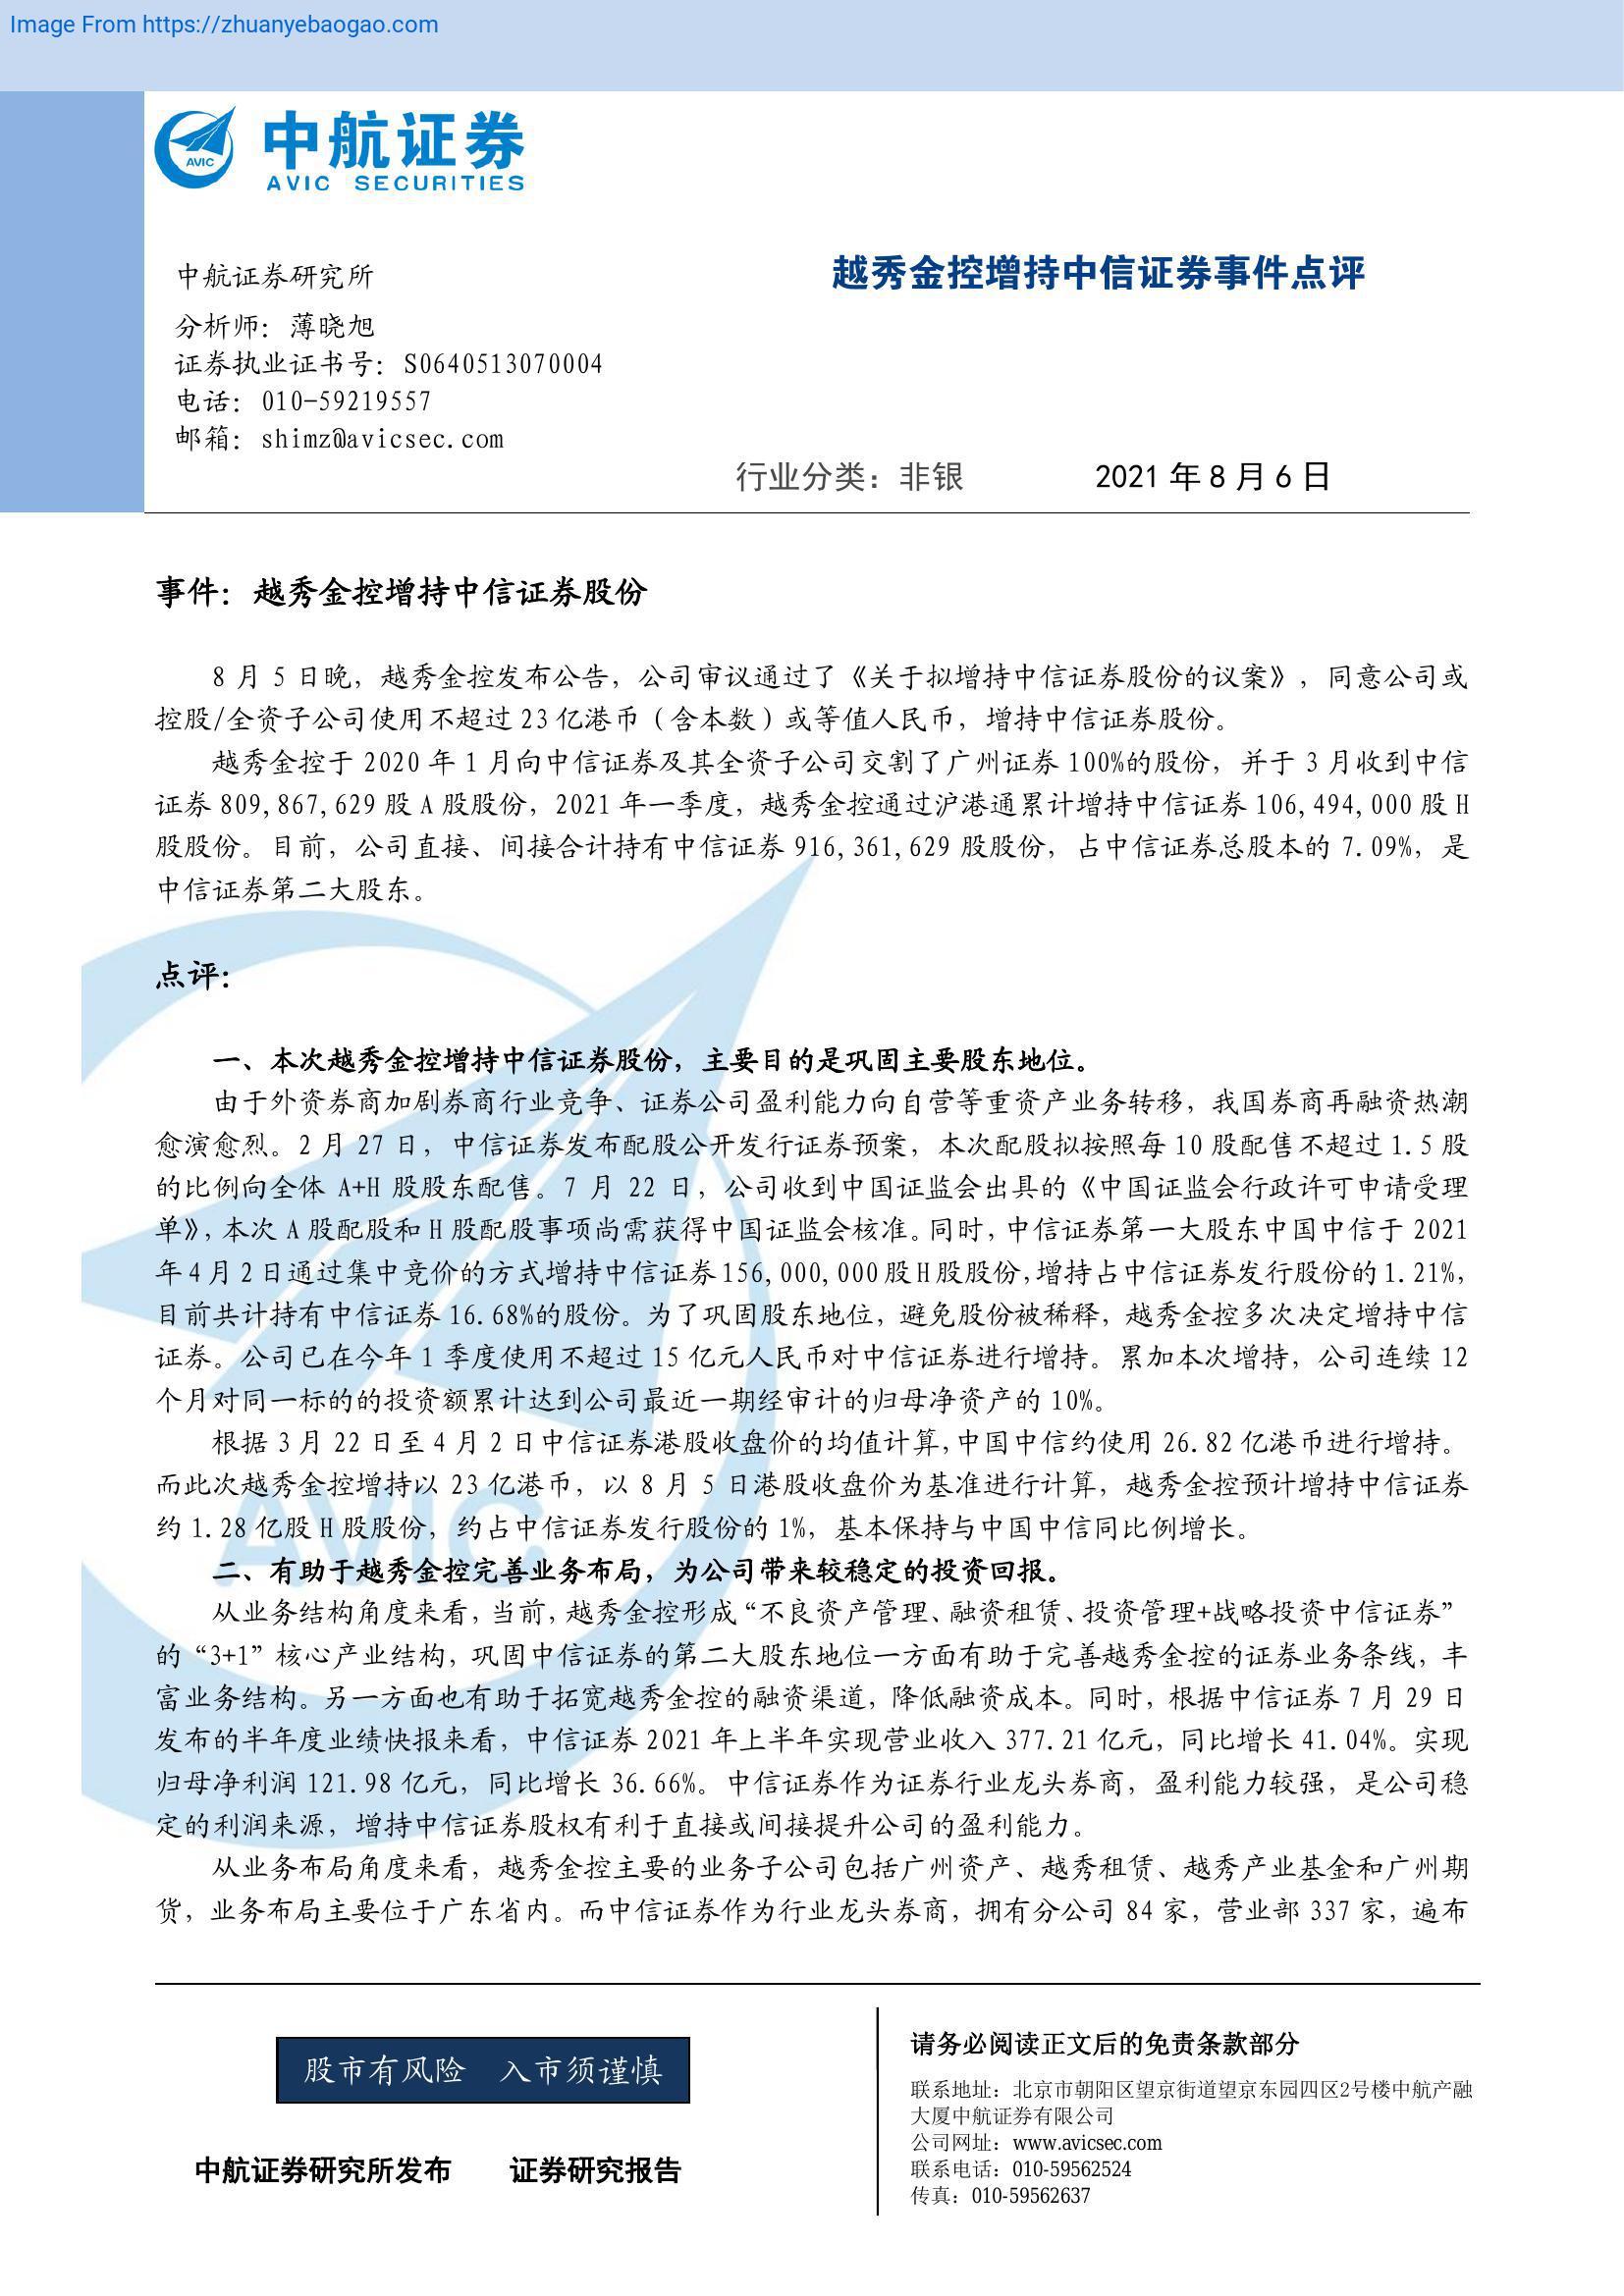 Image From https://zhuanyebaogao.com
AVIC
中航证券
AVIC SECURITIES
中航证券研究所
分析师：薄晓旭
证券执业证书号：S0640513070004
电话：010-59219557
邮箱：shimz@avicsec.com
越秀金控增持中信证券事件点评
行业分类：非银 2021 年 8 月 6 日
事件：越秀金控增持中信证券股份
8 月 5 日晚，越秀金控发布公告，公司审议通过了《关于拟增持中信证券股份的议案》，同意公司或
控股/全资子公司使用不超过 23 亿港币（含本数）或等值人民币，增持中信证券股份。
越秀金控于 2020 年 1 月向中信证券及其全资子公司交割了广州证券 100%的股份，并于 3 月收到中信
证券 809,867,629 股 A 股股份，2021 年一季度，越秀金控通过沪港通累计增持中信证券 106,494,000 股 H
股股份。目前，公司直接、间接合计持有中信证券 916,361,629 股股份，占中信证券总股本的 7.09%，是
中信证券第二大股东。
点评：
一、本次越秀金控增持中信证券股份，主要目的是巩固主要股东地位。
由于外资券商加剧券商行业竞争、证券公司盈利能力向自营等重资产业务转移，我国券商再融资热潮
愈演愈烈。2 月 27 日，中信证券发布配股公开发行证券预案，本次配股拟按照每 10 股配售不超过 1.5 股
的比例向全体 A+H 股股东配售。7 月 22 日，公司收到中国证监会出具的《中国证监会行政许可申请受理
单》，本次 A 股配股和 H 股配股事项尚需获得中国证监会核准。同时，中信证券第一大股东中国中信于 2021
年 4 月 2 日通过集中竞价的方式增持中信证券 156,000,000 股 H 股股份，增持占中信证券发行股份的 1.21%，
目前共计持有中信证券 16.68%的股份。为了巩固股东地位，避免股份被稀释，越秀金控多次决定增持中信
证券。公司已在今年 1 季度使用不超过 15 亿元人民币对中信证券进行增持。累加本次增持，公司连续 12
个月对同一标的的投资额累计达到公司最近一期经审计的归母净资产的 10%。
根据 3 月 22 日至 4 月 2 日中信证券港股收盘价的均值计算，中国中信约使用 26.82 亿港币进行增持。
而此次越秀金控增持以 23 亿港币，以 8 月 5 日港股收盘价为基准进行计算，越秀金控预计增持中信证券
约 1.28 亿股 H 股股份，约占中信证券发行股份的 1%，基本保持与中国中信同比例增长。
二、有助于越秀金控完善业务布局，为公司带来较稳定的投资回报。
从业务结构角度来看，当前，越秀金控形成“不良资产管理、融资租赁、投资管理+战略投资中信证券”
的“3+1”核心产业结构，巩固中信证券的第二大股东地位一方面有助于完善越秀金控的证券业务条线，丰
富业务结构。另一方面也有助于拓宽越秀金控的融资渠道，降低融资成本。同时，根据中信证券 7 月 29 日
发布的半年度业绩快报来看，中信证券 2021 年上半年实现营业收入 377.21 亿元，同比增长 41.04%。实现
归母净利润 121.98 亿元，同比增长 36.66%。中信证券作为证券行业龙头券商，盈利能力较强，是公司稳
定的利润来源，增持中信证券股权有利于直接或间接提升公司的盈利能力。
从业务布局角度来看，越秀金控主要的业务子公司包括广州资产、越秀租赁、越秀产业基金和广州期
货，业务布局主要位于广东省内。而中信证券作为行业龙头券商，拥有分公司 84 家，营业部 337 家，遍布
股市有风险 入市须谨慎
中航证券研究所发布 证券研究报告
请务必阅读正文后的免责条款部分
联系地址：北京市朝阳区望京街道望京东园四区2号楼中航产融
大厦中航证券有限公司
公司网址：www.avicsec.com
联系电话：010-59562524
传真：010-59562637
AVIC